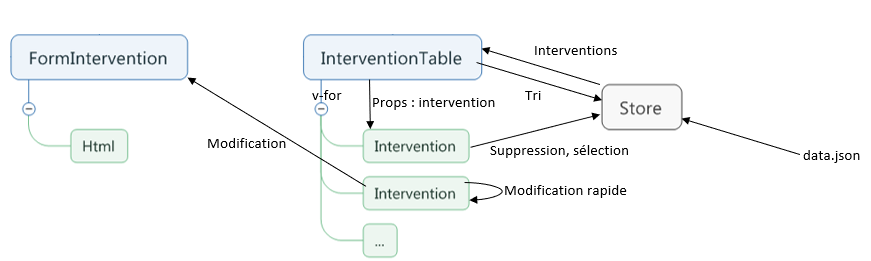 Interventions
FormIntervention
InterventionTable
v-for
Props : intervention
Tri
Store
Html
Modification
Intervention
Suppression, sélection
data.json
Intervention
Modification rapide
...